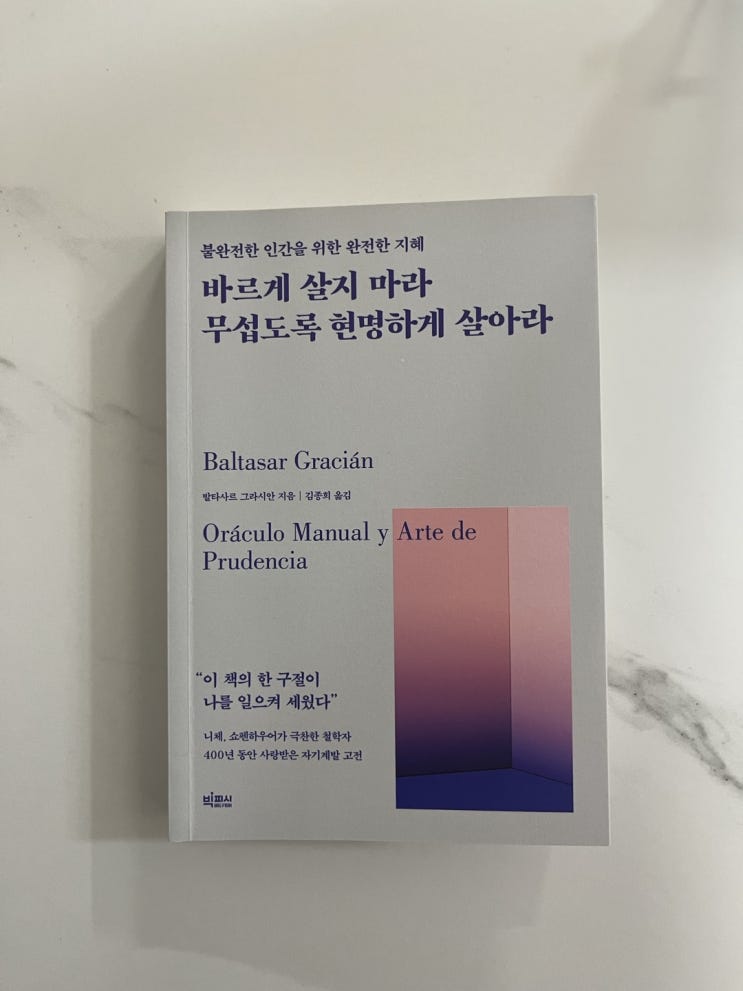 불완전한 인간을 위한 완전한 지혜
바르게 살지 마라
무섭도록 현명하게 살아라
Baltasar Gracián
발타사르 그라시안 지음 | 김종희 옮김
Oráculo Manual y Arte de
Prudencia
“이 책의 한 구절이
나를 일으켜 세웠다”
니체, 쇼펜하우어가 극찬한 철학자
400년 동안 사랑받은 자기계발 고전
빅피시
BIG FISH